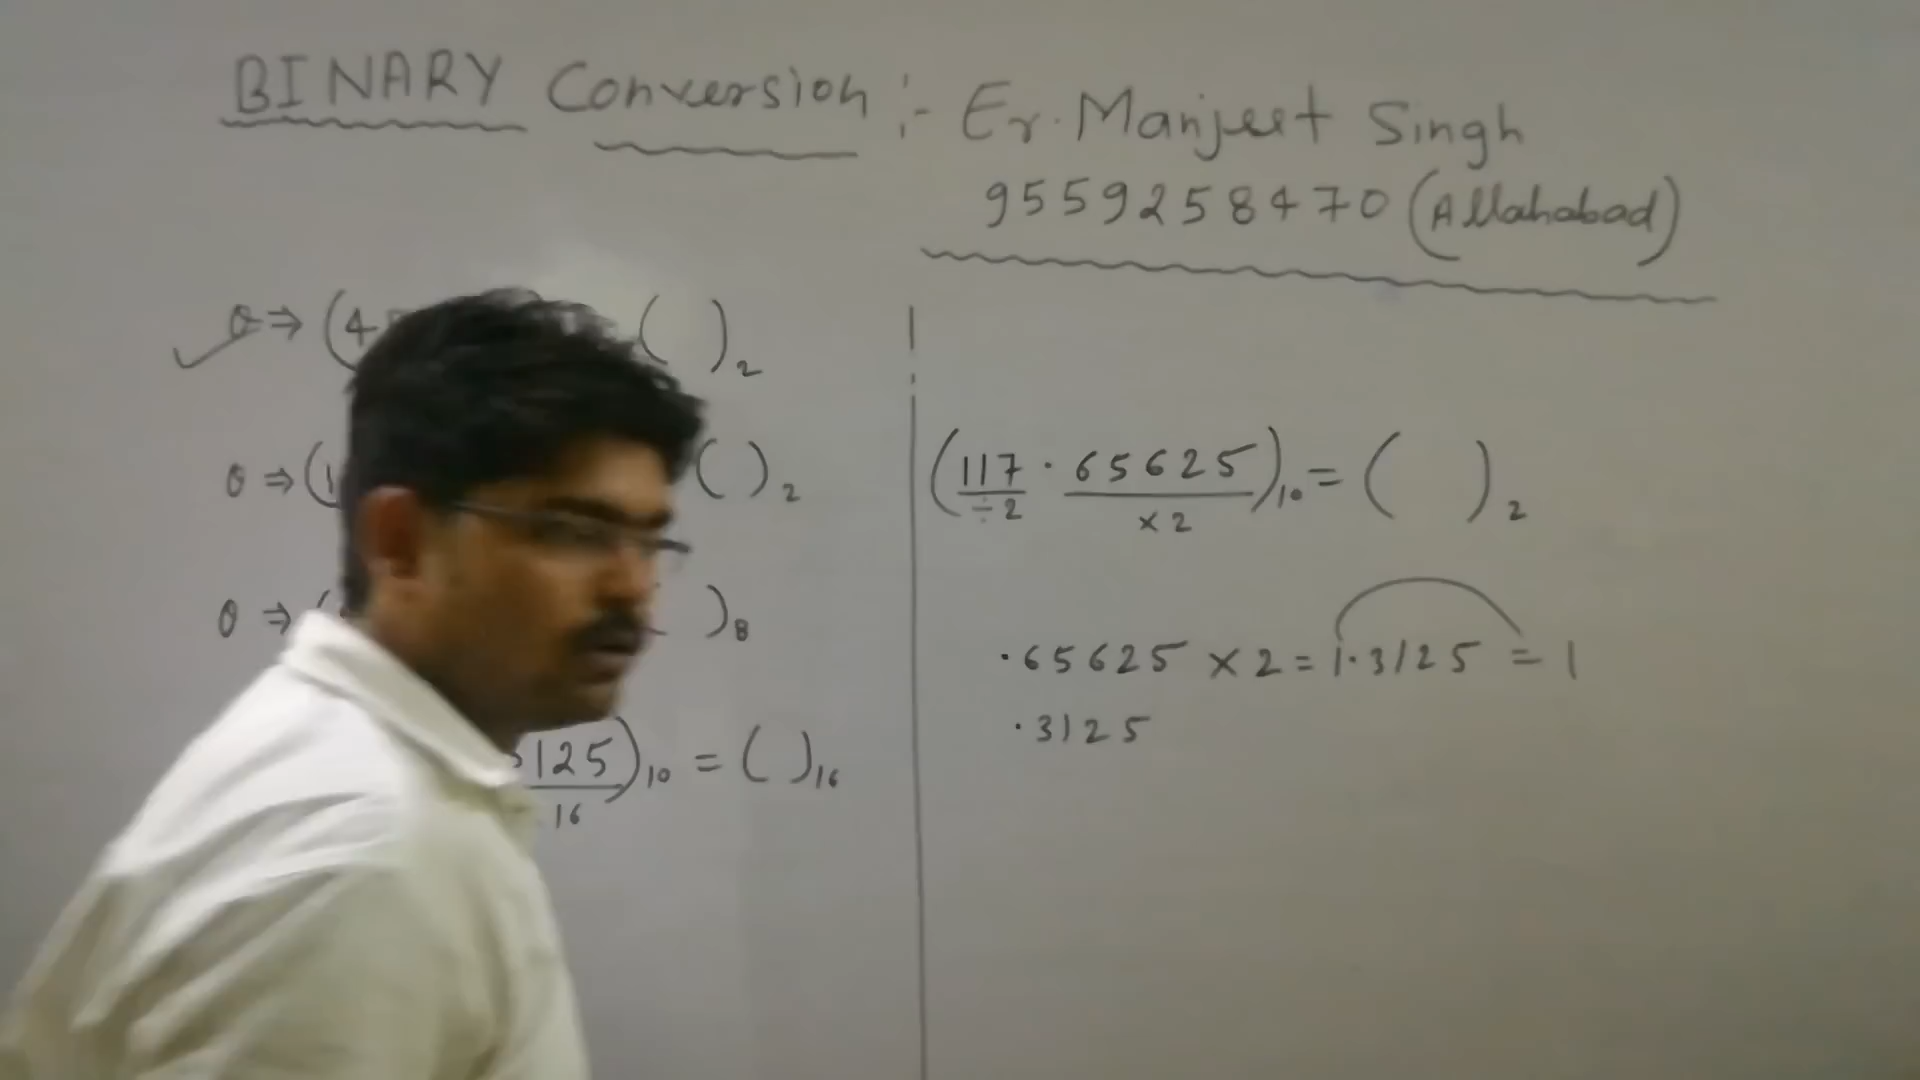 BINARY Conversion :- Er. Manjeet Singh
9559258470 (Allahabad)
Q ⇒ (4 ( )2
Q ⇒ (1 ( )2
Q ⇒ ( )8
125)10 = ( )16
16
(117 . 65625)10 = ( )2
÷2 ×2
.65625 × 2 = 1.3125 = 1
.3125